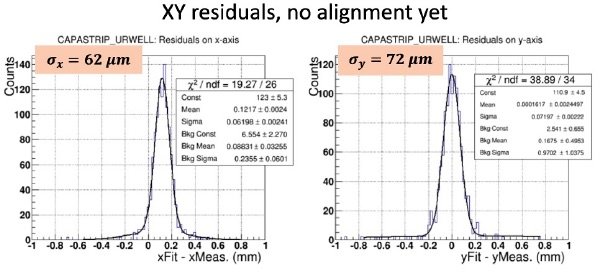 XY residuals, no alignment yet
CAPASTRIP_URWELL: Residuals on x-axis
σx = 62 μm
Counts
140
120
100
80
60
40
20
0
χ² / ndf = 19.27 / 26
Const 123 ± 5.3
Mean 0.1217 ± 0.0024
Sigma 0.06198 ± 0.00241
Bkg Const 6.554 ± 2.270
Bkg Mean 0.08831 ± 0.03255
Bkg Sigma 0.2355 ± 0.0601
-1 -0.8 -0.6 -0.4 -0.2 0 0.2 0.4 0.6 0.8 1
xFit - xMeas. (mm)
CAPASTRIP_URWELL: Residuals on y-axis
σy = 72 μm
Counts
120
100
80
60
40
20
0
χ² / ndf = 38.89 / 34
Const 110.9 ± 4.5
Mean 0.0001617 ± 0.0024497
Sigma 0.07197 ± 0.00222
Bkg Const 2.541 ± 0.655
Bkg Mean 0.1675 ± 0.4953
Bkg Sigma 0.9702 ± 1.0375
-1 -0.8 -0.6 -0.4 -0.2 0 0.2 0.4 0.6 0.8 1
yFit - yMeas. (mm)